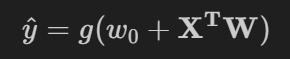 ŷ = g(w₀ + XᵀW)